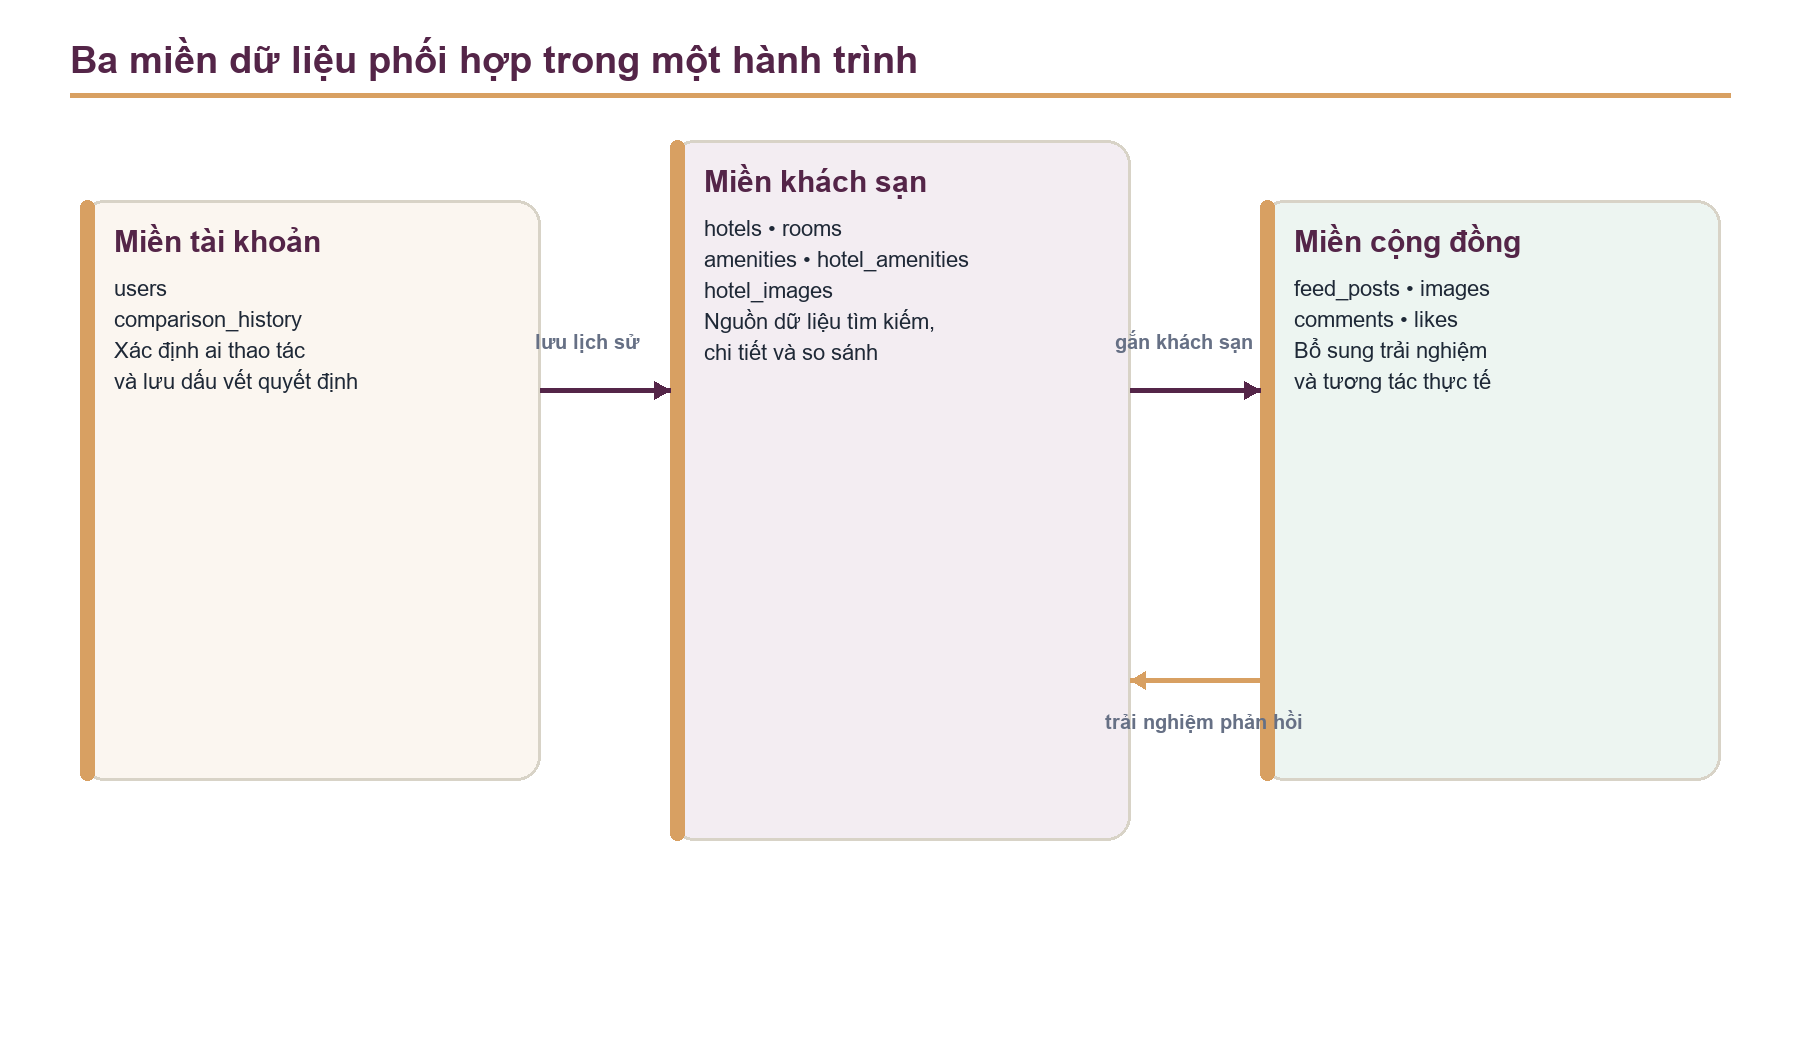 Ba miền dữ liệu phối hợp trong một hành trình
Miền tài khoản
users
comparison_history
Xác định ai thao tác
và lưu dấu vết quyết định
lưu lịch sử
Miền khách sạn
hotels • rooms
amenities • hotel_amenities
hotel_images
Nguồn dữ liệu tìm kiếm,
chi tiết và so sánh
gắn khách sạn
Miền cộng đồng
feed_posts • images
comments • likes
Bổ sung trải nghiệm
và tương tác thực tế
trải nghiệm phản hồi